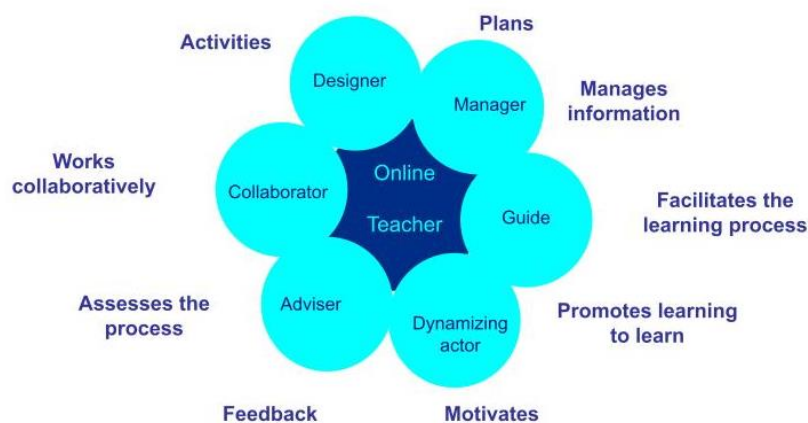 Plans
Activities
Designer
Manager
Manages
information
Online
Teacher
Works
collaboratively
Collaborator
Guide
Facilitates the
learning process
Assesses the
process
Adviser
Dynamizing
actor
Promotes learning
to learn
Feedback
Motivates